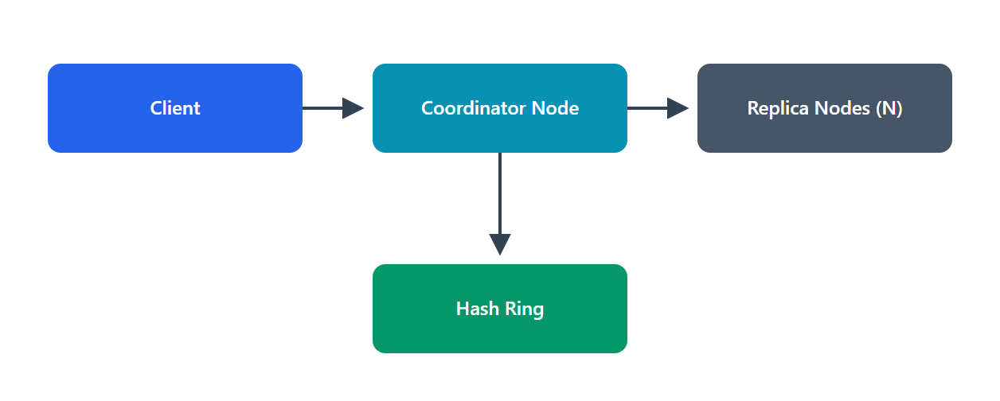 Client
Coordinator Node
Replica Nodes (N)
Hash Ring